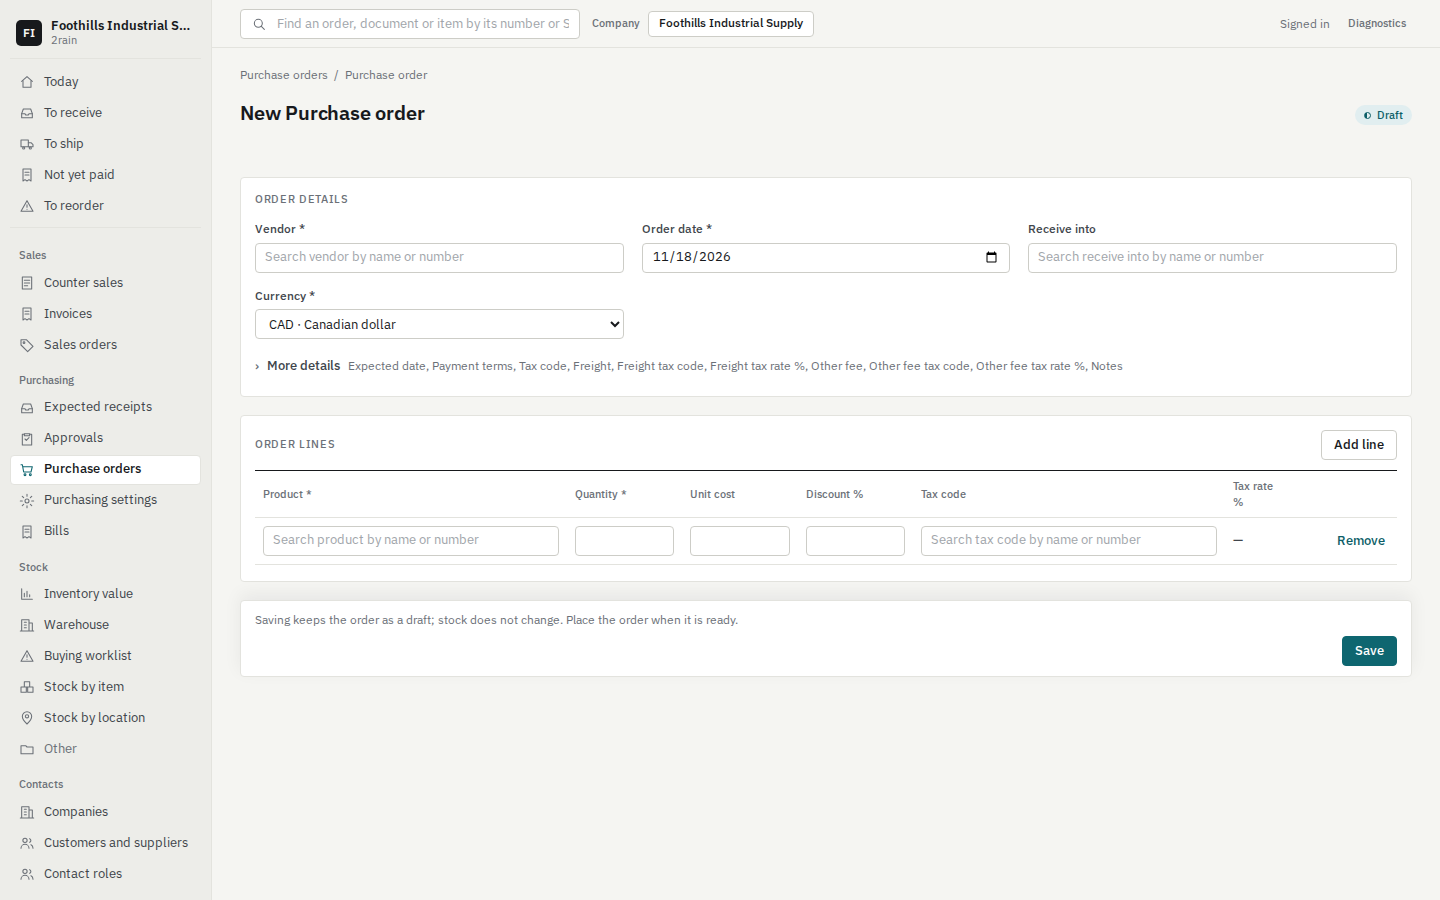 FI
Foothills Industrial S...
2rain
Today
To receive
To ship
Not yet paid
To reorder
Sales
Counter sales
Invoices
Sales orders
Purchasing
Expected receipts
Approvals
Purchase orders
Purchasing settings
Bills
Stock
Inventory value
Warehouse
Buying worklist
Stock by item
Stock by location
Other
Contacts
Companies
Customers and suppliers
Contact roles
Find an order, document or item by its number or S
Company
Foothills Industrial Supply
Signed in
Diagnostics
Purchase orders / Purchase order
New Purchase order
Draft
ORDER DETAILS
Vendor *
Search vendor by name or number
Order date *
11/18/2026
Receive into
Search receive into by name or number
Currency *
CAD · Canadian dollar
› More details Expected date, Payment terms, Tax code, Freight, Freight tax code, Freight tax rate %, Other fee, Other fee tax code, Other fee tax rate %, Notes
ORDER LINES
Add line
Product *
Quantity *
Unit cost
Discount %
Tax code
Tax rate
%
Search product by name or number
Search tax code by name or number
—
Remove
Saving keeps the order as a draft; stock does not change. Place the order when it is ready.
Save